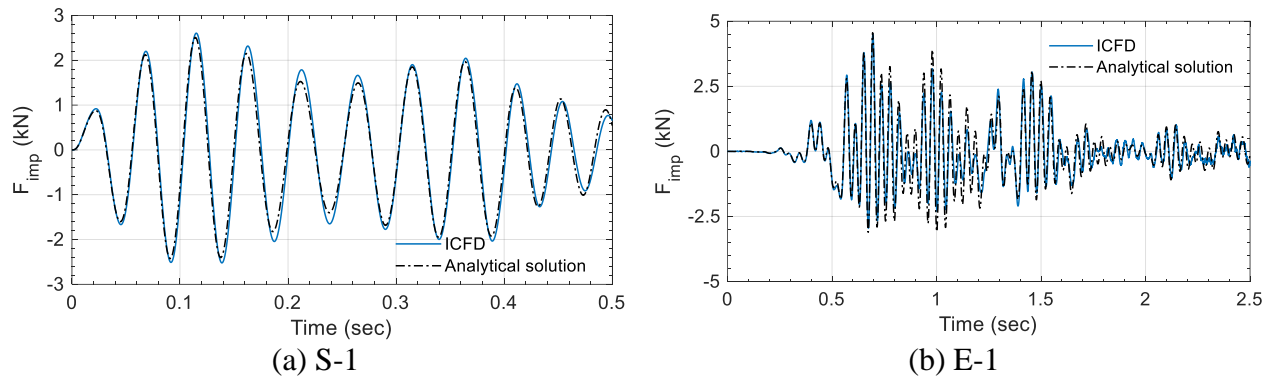 3
2
1
0
-1
-2
-3
F_imp (kN)
0 0.1 0.2 0.3 0.4 0.5
Time (sec)
ICFD
Analytical solution
(a) S-1
5
2.5
0
-2.5
-5
F_imp (kN)
0 0.5 1 1.5 2 2.5
Time (sec)
ICFD
Analytical solution
(b) E-1